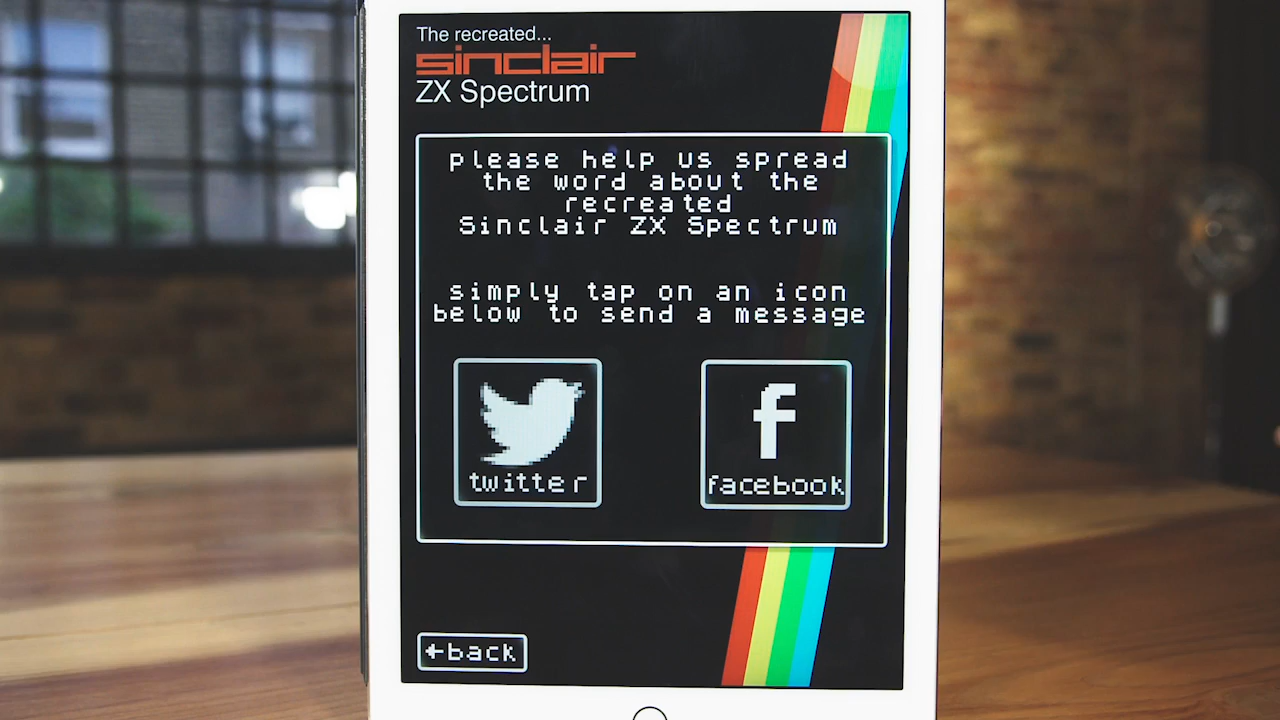 The recreated...
sinclair
ZX Spectrum
please help us spread
the word about the
recreated
Sinclair ZX Spectrum
simply tap on an icon
below to send a message
twitter
facebook
←back